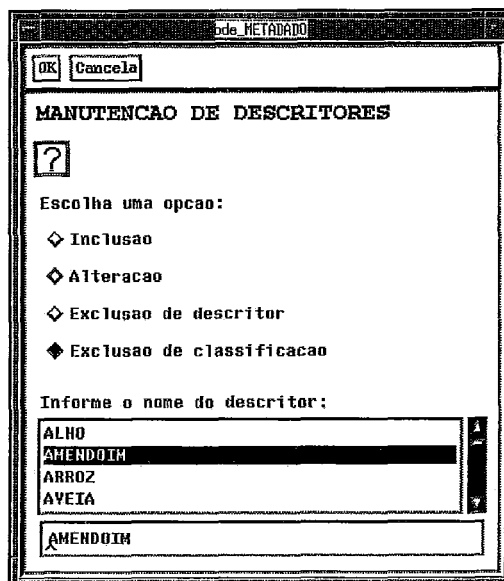 ode_METADADO
OK Cancela
MANUTENCAO DE DESCRITORES
?
Escolha uma opcao:
Inclusao
Alteracao
Exclusao de descritor
Exclusao de classificacao
Informe o nome do descritor:
ALHO
AMENDOIM
ARROZ
AVEIA
AMENDOIM